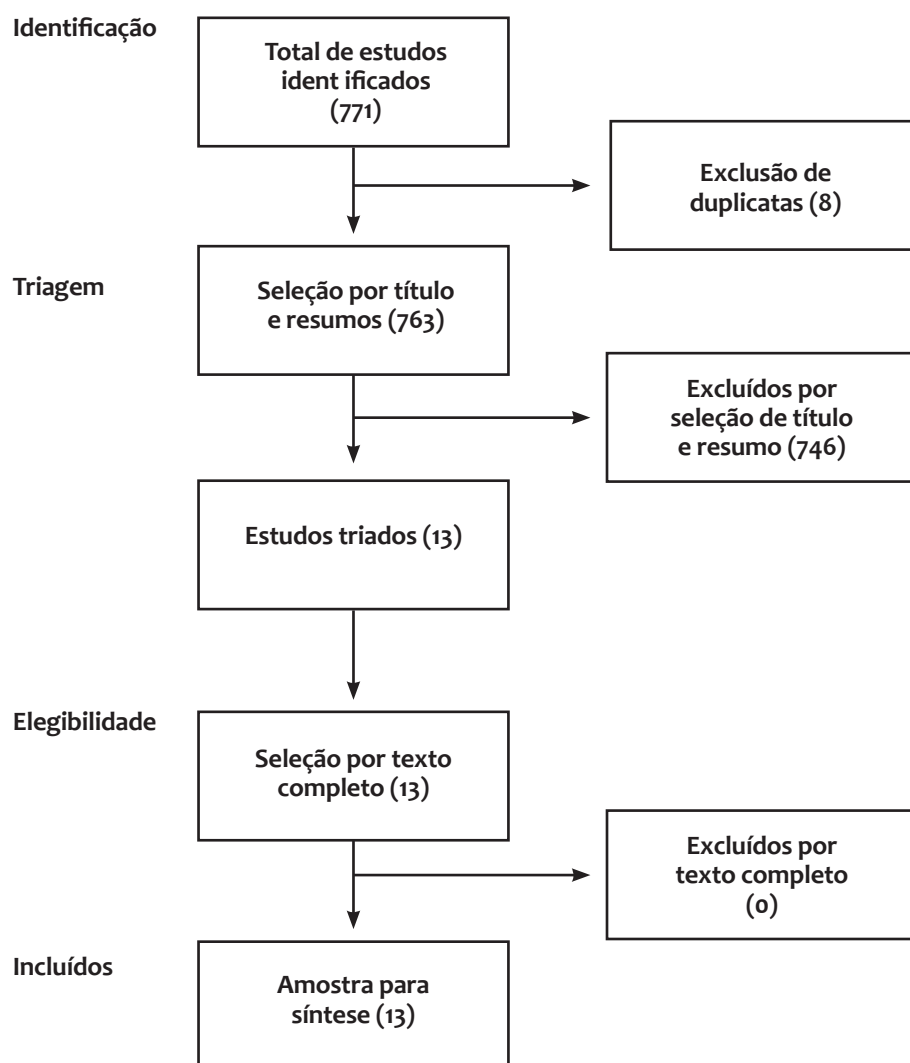 Identificação
Total de estudos
ident ificados
(771)
Exclusão de
duplicatas (8)
Triagem
Seleção por título
e resumos (763)
Excluídos por
seleção de título
e resumo (746)
Estudos triados (13)
Elegibilidade
Seleção por texto
completo (13)
Excluídos por
texto completo
(0)
Incluídos
Amostra para
síntese (13)